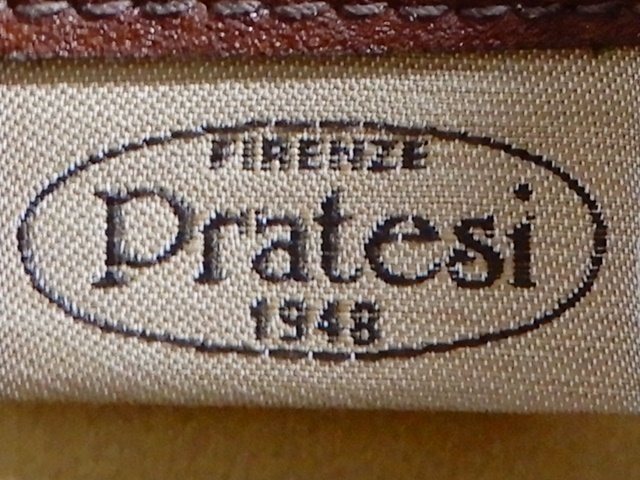 FIRENZE
Pratesi
1948